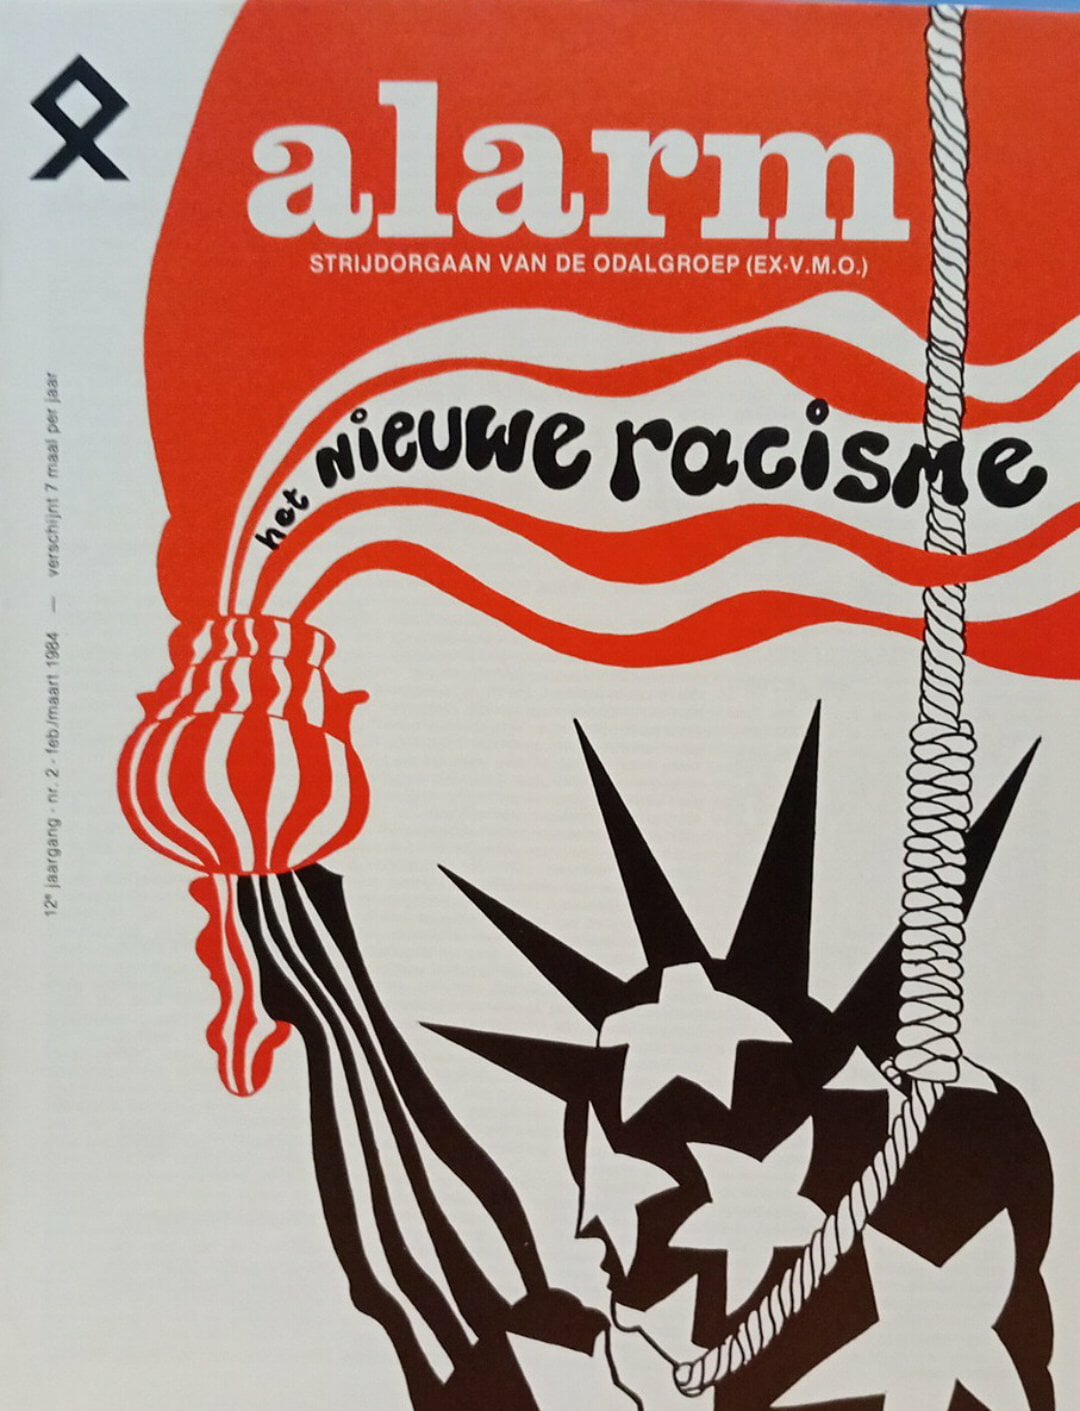 alarm
STRIJDORGAAN VAN DE ODALGROEP (EX-V.M.O.)
het nieuwe racisme
12e jaargang - nr. 2 - feb./maart 1984 — verschijnt 7 maal per jaar